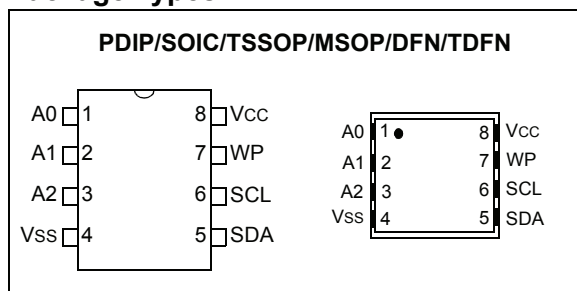 PDIP/SOIC/TSSOP/MSOP/DFN/TDFN
A0 1 8 VCC
A1 2 7 WP
A2 3 6 SCL
VSS 4 5 SDA
A0 1 8 VCC
A1 2 7 WP
A2 3 6 SCL
VSS 4 5 SDA